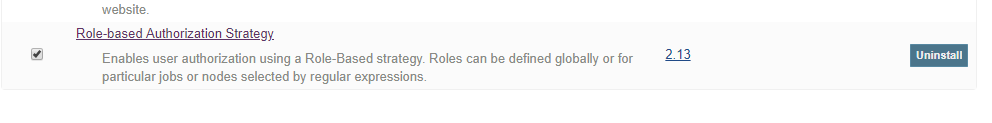 website.
Role-based Authorization Strategy
Enables user authorization using a Role-Based strategy. Roles can be defined globally or for
particular jobs or nodes selected by regular expressions.
2.13
Uninstall